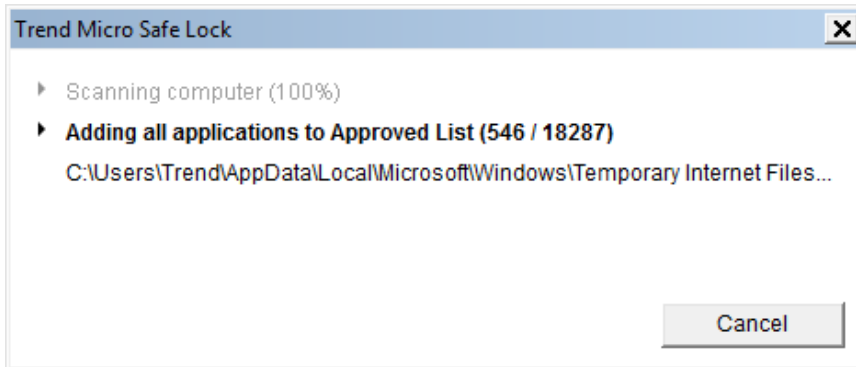 Trend Micro Safe Lock
Scanning computer (100%)
Adding all applications to Approved List (546 / 18287)
C:\Users\Trend\AppData\Local\Microsoft\Windows\Temporary Internet Files...
Cancel